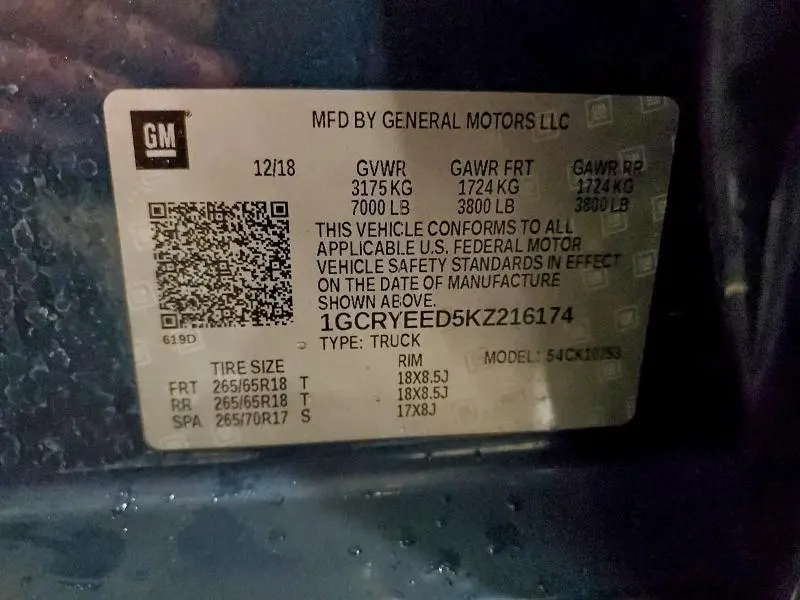 GM
MFD BY GENERAL MOTORS LLC
12/18 GVWR GAWR FRT GAWR RR
3175 KG 1724 KG 1724 KG
7000 LB 3800 LB 3800 LB
THIS VEHICLE CONFORMS TO ALL
APPLICABLE U.S. FEDERAL MOTOR
VEHICLE SAFETY STANDARDS IN EFFECT
ON THE DATE OF MANUFACTURE
SHOWN ABOVE.
1GCRYEED5KZ216174
619D
TYPE: TRUCK
MODEL:
TIRE SIZE RIM
FRT 265/65R18 T 18X8.5J
RR 265/65R18 T 18X8.5J
SPA 265/70R17 S 17X8J